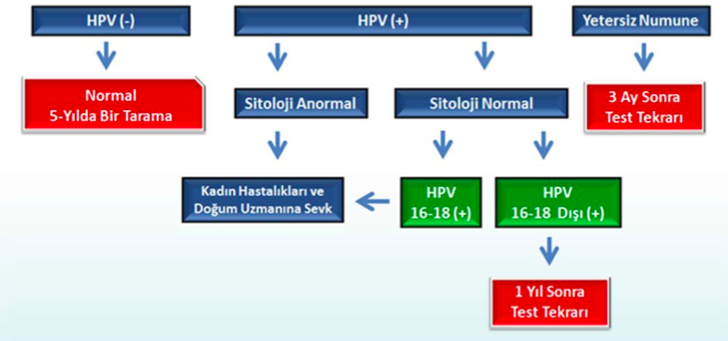 HPV (-)
HPV (+)
Yetersiz Numune
Normal
5-Yılda Bir Tarama
Sitoloji Anormal
Sitoloji Normal
3 Ay Sonra
Test Tekrarı
Kadın Hastalıkları ve
Doğum Uzmanına Sevk
HPV
16-18 (+)
HPV
16-18 Dışı (+)
1 Yıl Sonra
Test Tekrarı